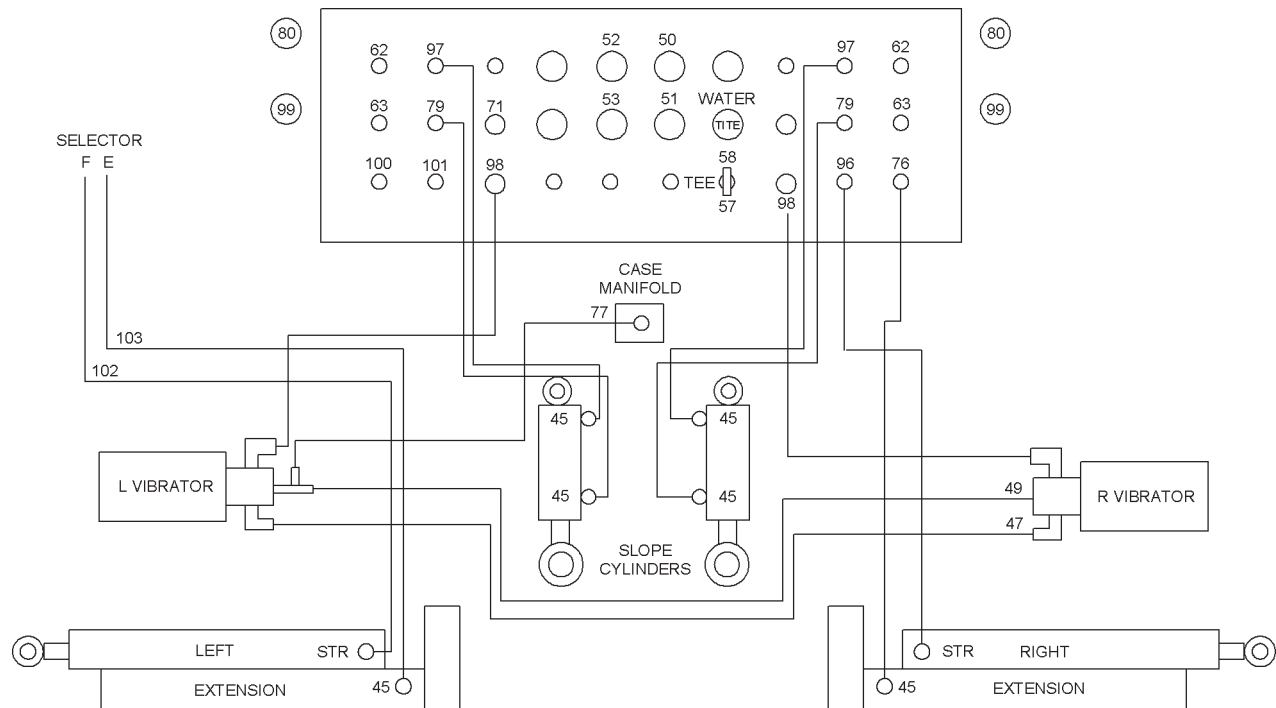 80
62 97 52 50 97 62
80
63 79 71 53 51 WATER 79 63
99
TITE
99
SELECTOR
F E
100 101 98 TEE 58 96 76
57 98
CASE
MANIFOLD
77
103
102
45 45
L VIBRATOR
45 45
49
R VIBRATOR
47
SLOPE
CYLINDERS
LEFT STR
STR RIGHT
EXTENSION 45
45 EXTENSION